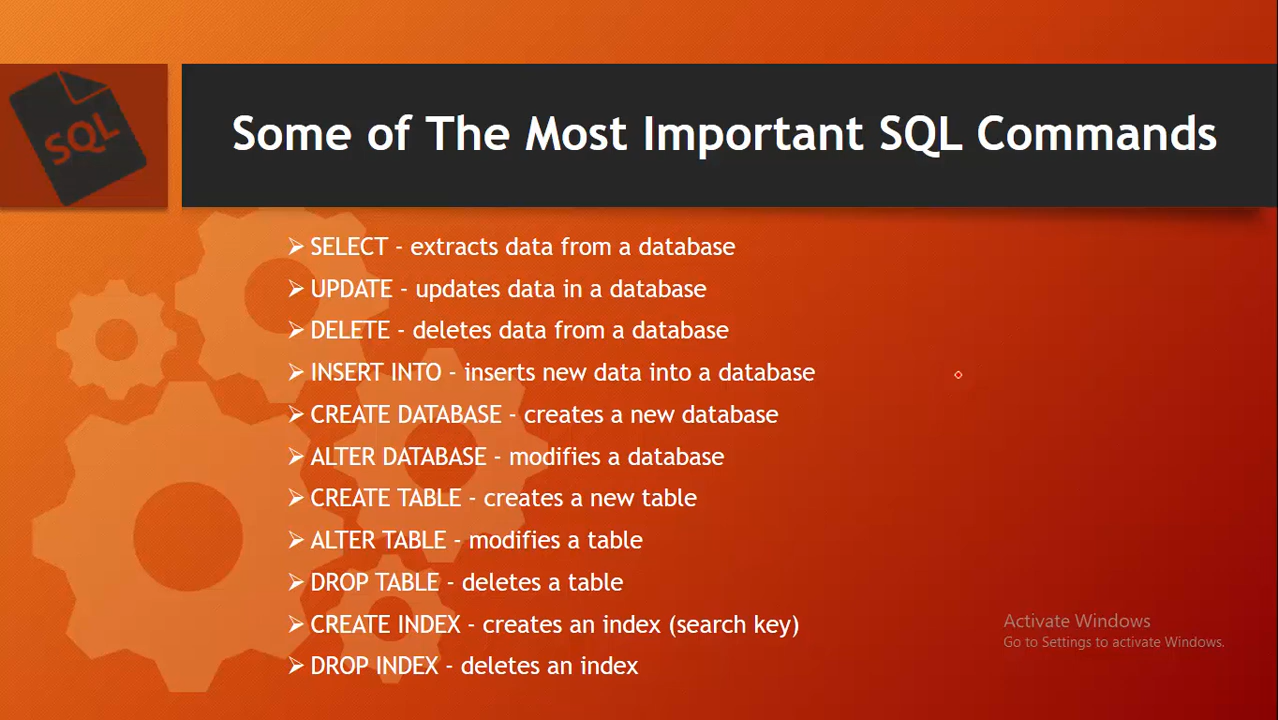 SQL
Some of The Most Important SQL Commands
➢ SELECT - extracts data from a database
➢ UPDATE - updates data in a database
➢ DELETE - deletes data from a database
➢ INSERT INTO - inserts new data into a database
➢ CREATE DATABASE - creates a new database
➢ ALTER DATABASE - modifies a database
➢ CREATE TABLE - creates a new table
➢ ALTER TABLE - modifies a table
➢ DROP TABLE - deletes a table
➢ CREATE INDEX - creates an index (search key)
➢ DROP INDEX - deletes an index
Activate Windows
Go to Settings to activate Windows.